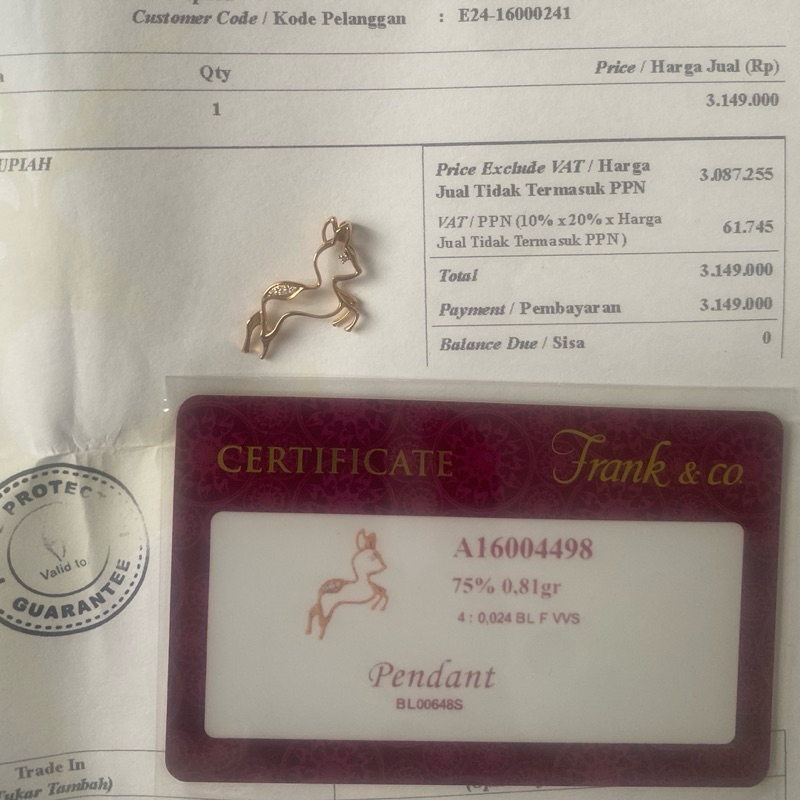 Customer Code / Kode Pelanggan : E24-16000241
Qty Price / Harga Jual (Rp)
1 3.149.000
UPIAH
Price Exclude VAT / Harga
Jual Tidak Termasuk PPN 3.087.255
VAT / PPN (10% x 20% x Harga
Jual Tidak Termasuk PPN) 61.745
Total 3.149.000
Payment / Pembayaran 3.149.000
Balance Due / Sisa 0
CERTIFICATE Frank & co.
A16004498
75% 0,81gr
4 : 0,024 BL F VVS
Pendant
BL00648S
PROTEC
Valid to
GUARANTEE
Trade In
Tukar Tambah)